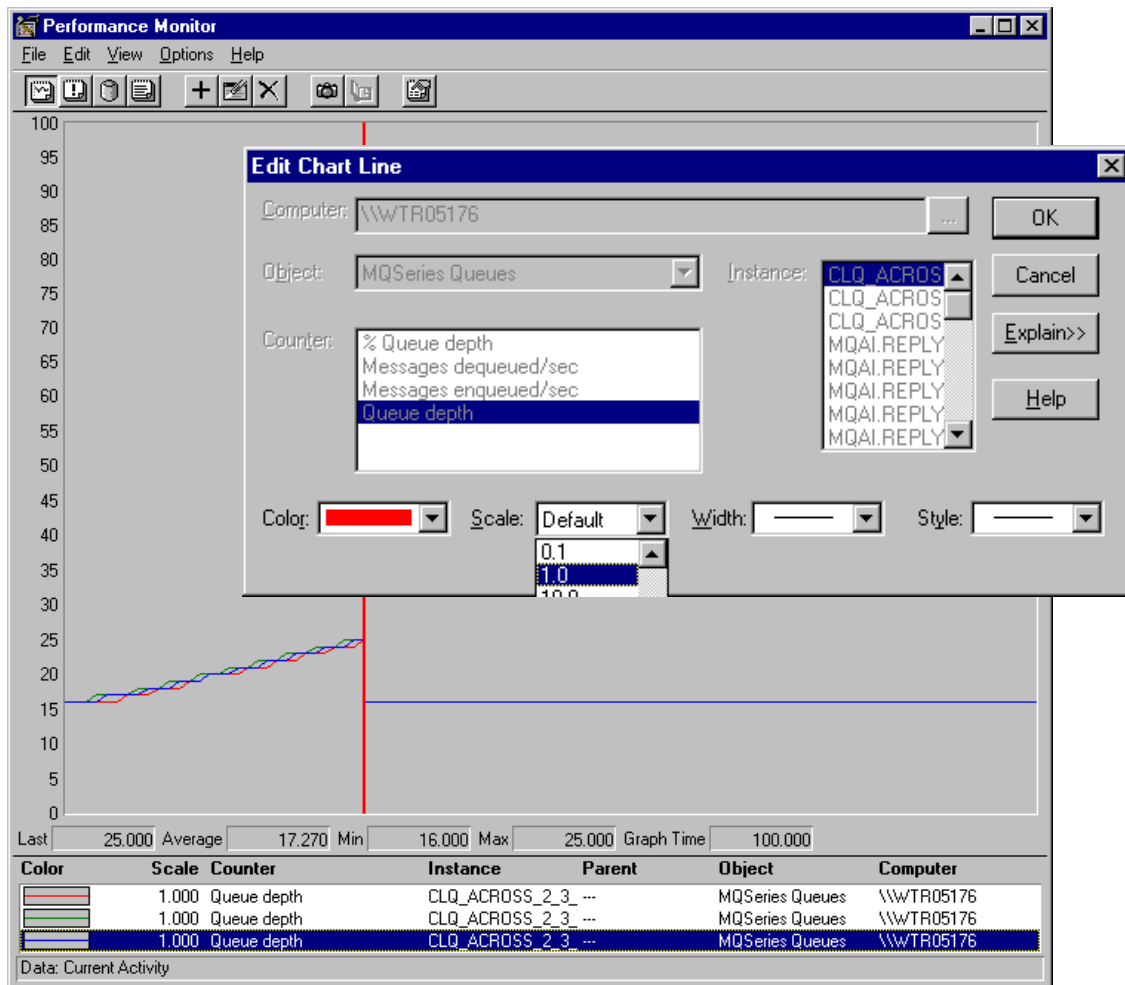 Performance Monitor
File Edit View Options Help
100
95
90
85
80
75
70
65
60
55
50
45
40
35
30
25
20
15
10
5
0
Edit Chart Line
Computer: \\WTR05176 ... OK
Object: MQSeries Queues Instance: CLQ_ACROS Cancel
CLQ_ACROS
CLQ_ACROS
Counter: % Queue depth MQAI.REPLY Explain>>
Messages dequeued/sec MQAI.REPLY
Messages enqueued/sec MQAI.REPLY
Queue depth MQAI.REPLY Help
MQAI.REPLY
Color: Scale: Default Width: Style:
0.1
1.0
10.0
Last 25.000 Average 17.270 Min 16.000 Max 25.000 Graph Time 100.000
Color Scale Counter Instance Parent Object Computer
1.000 Queue depth CLQ_ACROSS_2_3_ --- MQSeries Queues \\WTR05176
1.000 Queue depth CLQ_ACROSS_2_3_ --- MQSeries Queues \\WTR05176
1.000 Queue depth CLQ_ACROSS_2_3_ --- MQSeries Queues \\WTR05176
Data: Current Activity